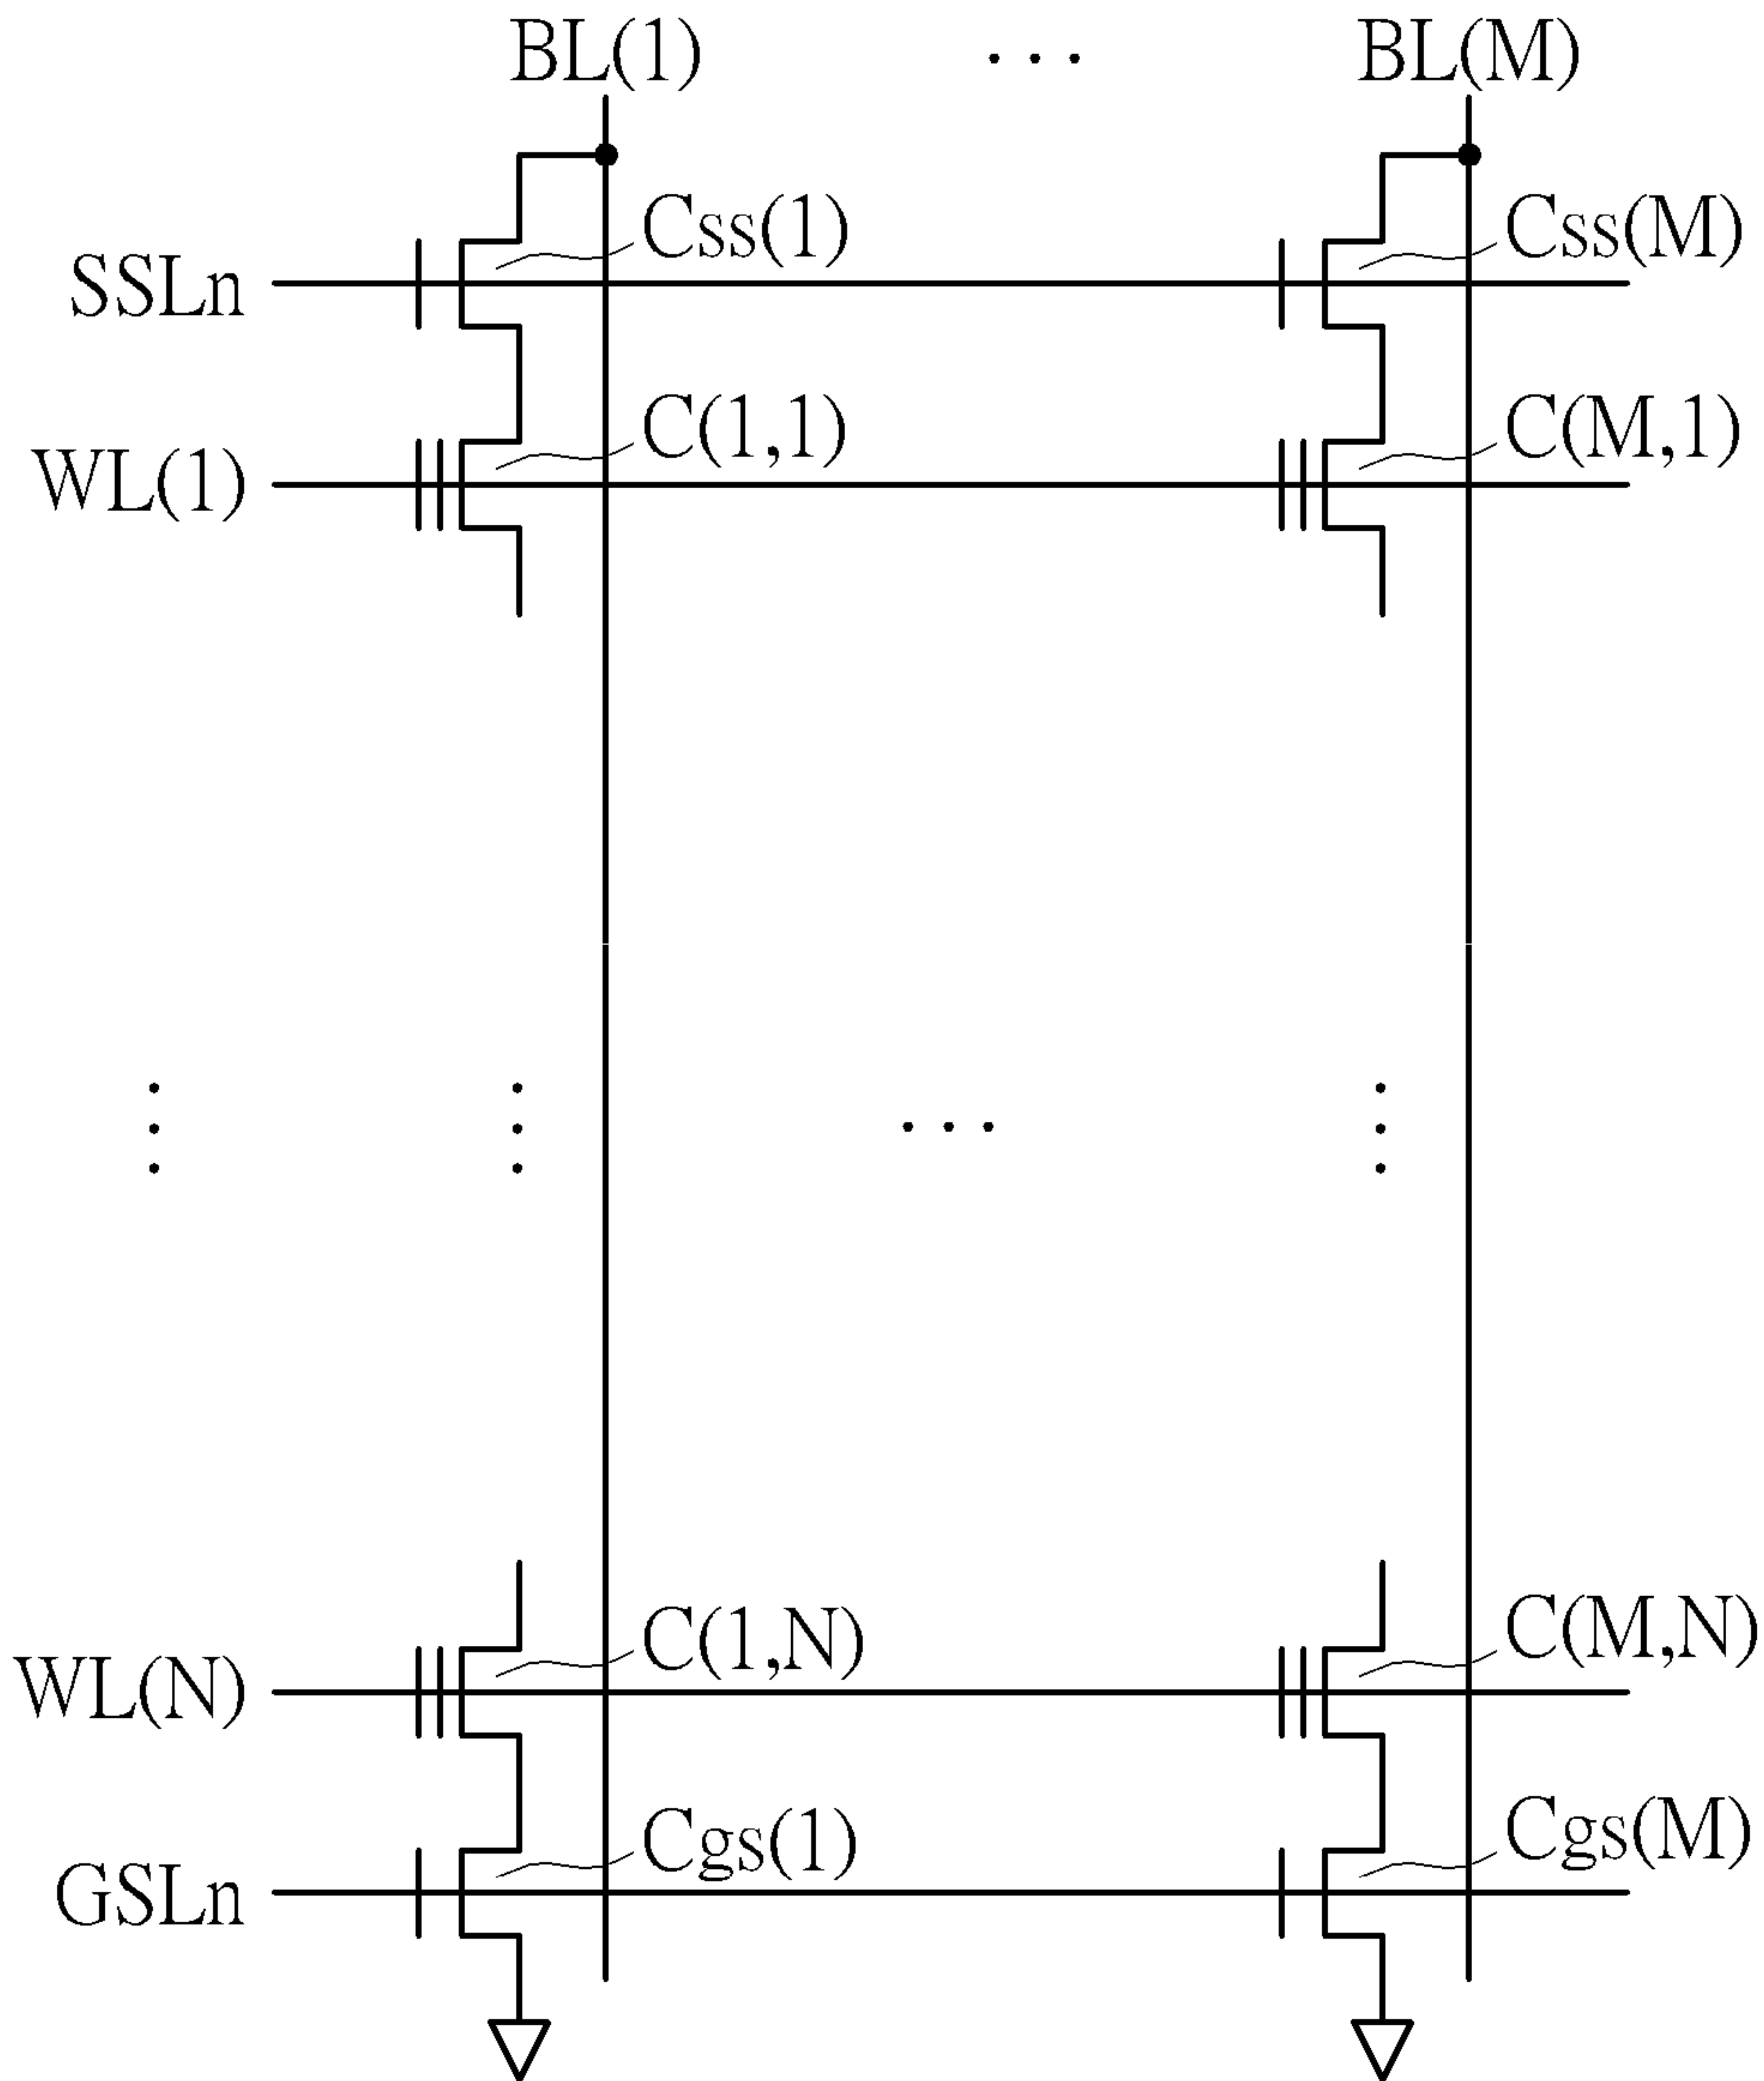 BL(1) ... BL(M)
Css(1) Css(M)
SSLn
C(1,1) C(M,1)
WL(1)
C(1,N) C(M,N)
WL(N)
Cgs(1) Cgs(M)
GSLn